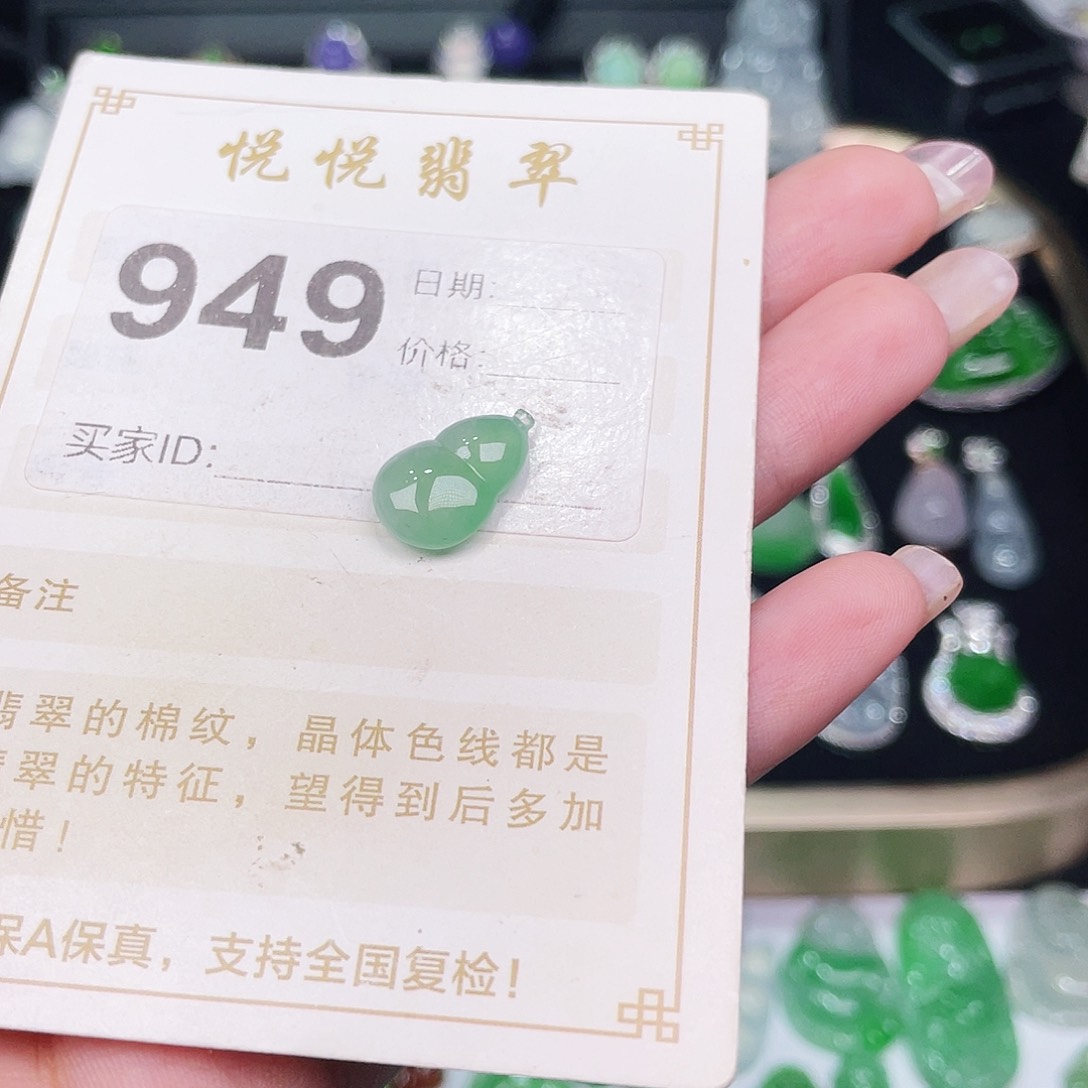 悦悦翡翠
949
日期:
价格:
买家ID:
备注
翡翠的棉纹，晶体色线都是
翡翠的特征，望得到后多加
惜！
保A保真，支持全国复检！